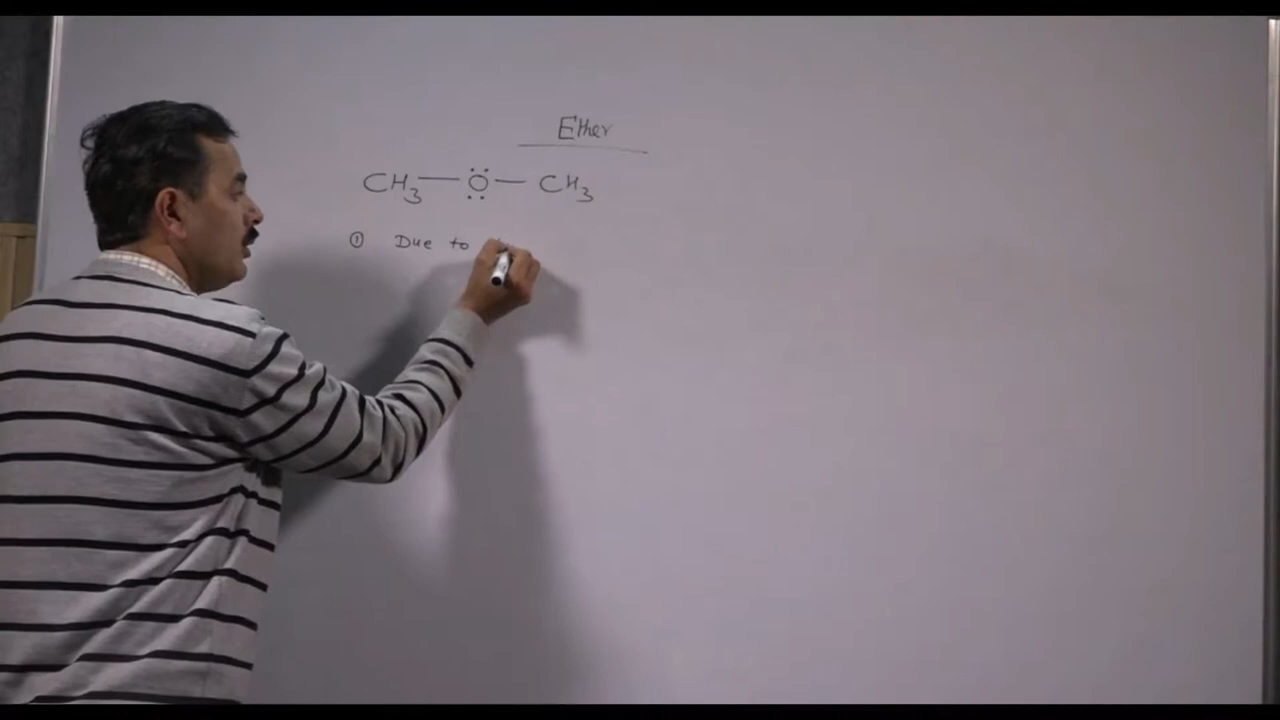 Ether
CH3 — Ö — CH3
① Due to